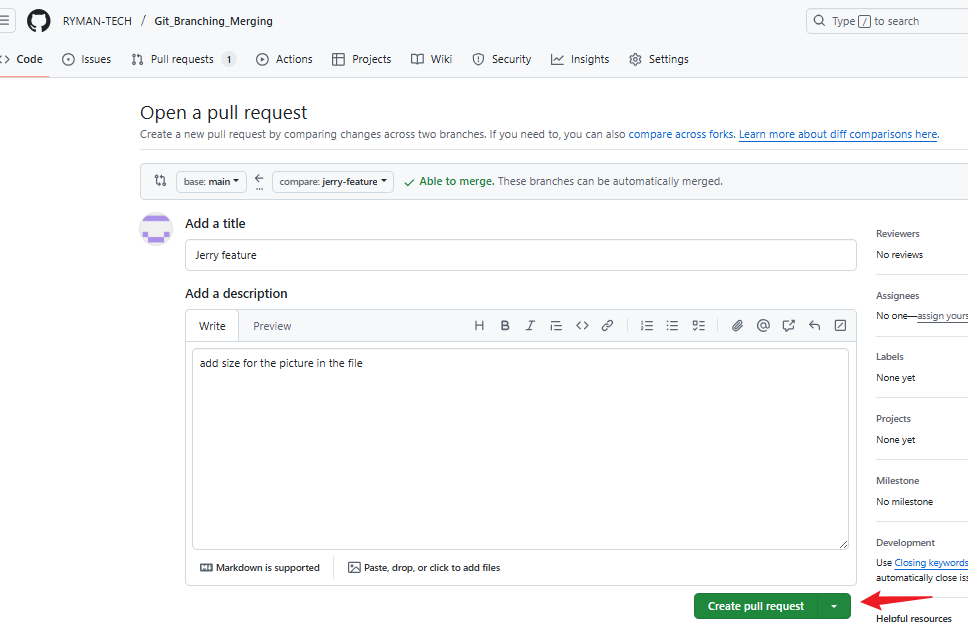 RYMAN-TECH / Git_Branching_Merging
Type / to search
Code Issues Pull requests 1 Actions Projects Wiki Security Insights Settings
Open a pull request
Create a new pull request by comparing changes across two branches. If you need to, you can also compare across forks. Learn more about diff comparisons here.
base: main compare: jerry-feature Able to merge. These branches can be automatically merged.
Add a title
Jerry feature
Add a description
Write Preview H B I
add size for the picture in the file
Markdown is supported Paste, drop, or click to add files
Create pull request
Reviewers
No reviews
Assignees
No one—assign yours
Labels
None yet
Projects
None yet
Milestone
No milestone
Development
Use Closing keywords
automatically close iss
Helpful resources